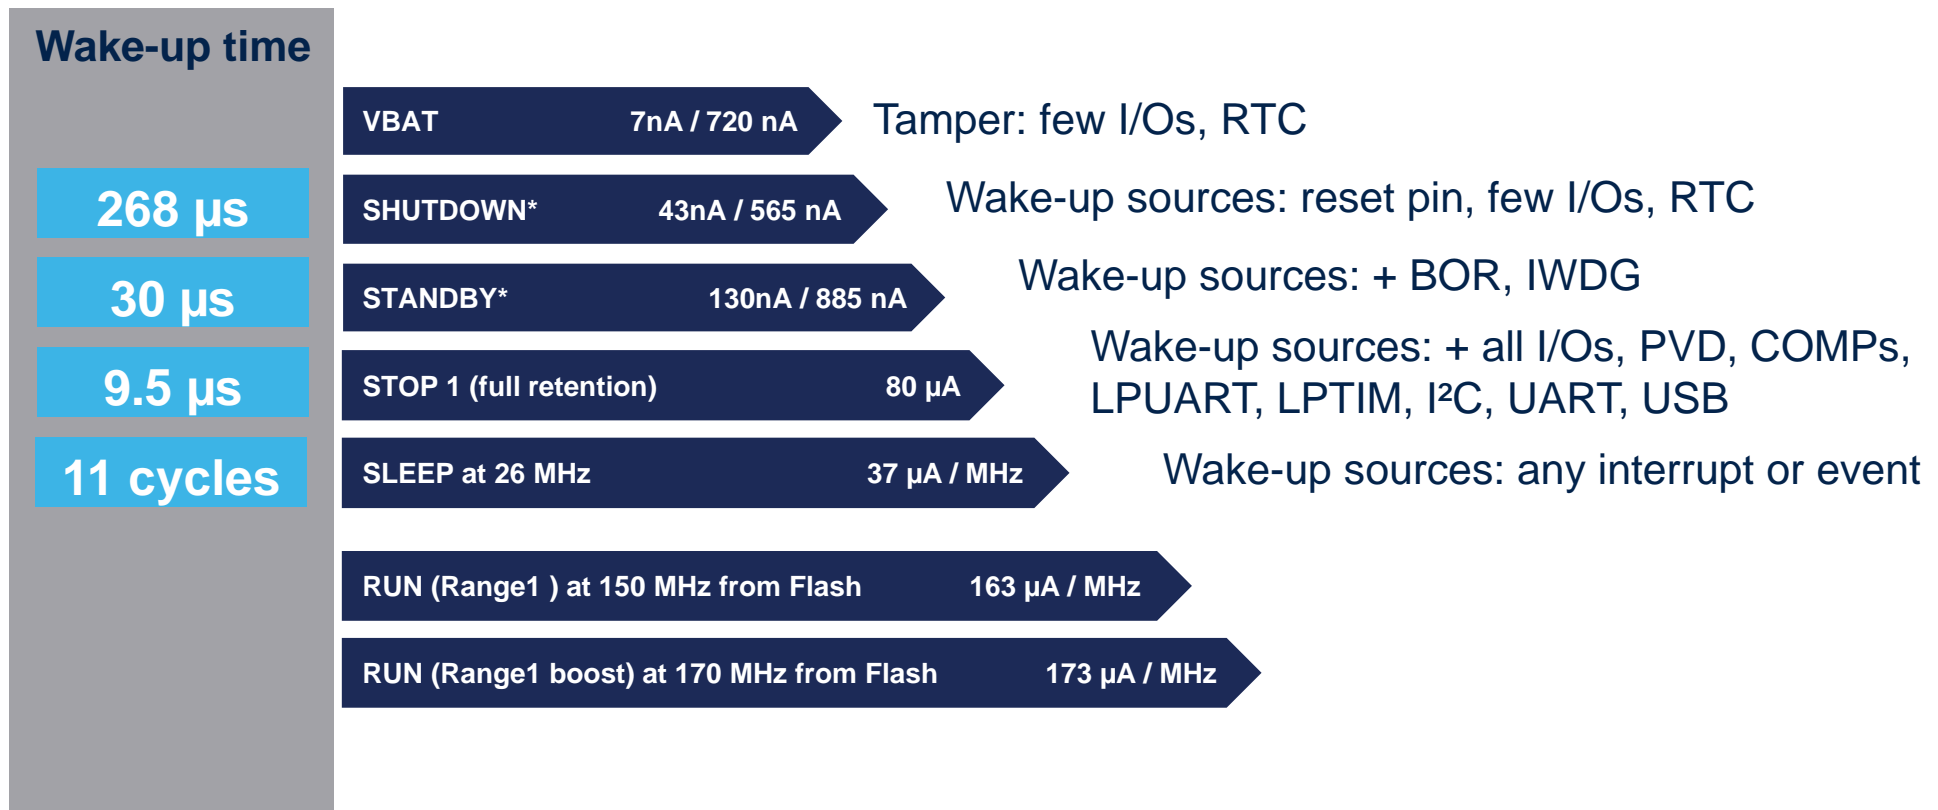 Wake-up time
VBAT 7nA / 720 nA
Tamper: few I/Os, RTC
268 µs
SHUTDOWN* 43nA / 565 nA
Wake-up sources: reset pin, few I/Os, RTC
30 µs
STANDBY* 130nA / 885 nA
Wake-up sources: + BOR, IWDG
9.5 µs
STOP 1 (full retention) 80 µA
Wake-up sources: + all I/Os, PVD, COMPs,
LPUART, LPTIM, I²C, UART, USB
11 cycles
SLEEP at 26 MHz 37 µA / MHz
Wake-up sources: any interrupt or event
RUN (Range1 ) at 150 MHz from Flash 163 µA / MHz
RUN (Range1 boost) at 170 MHz from Flash 173 µA / MHz